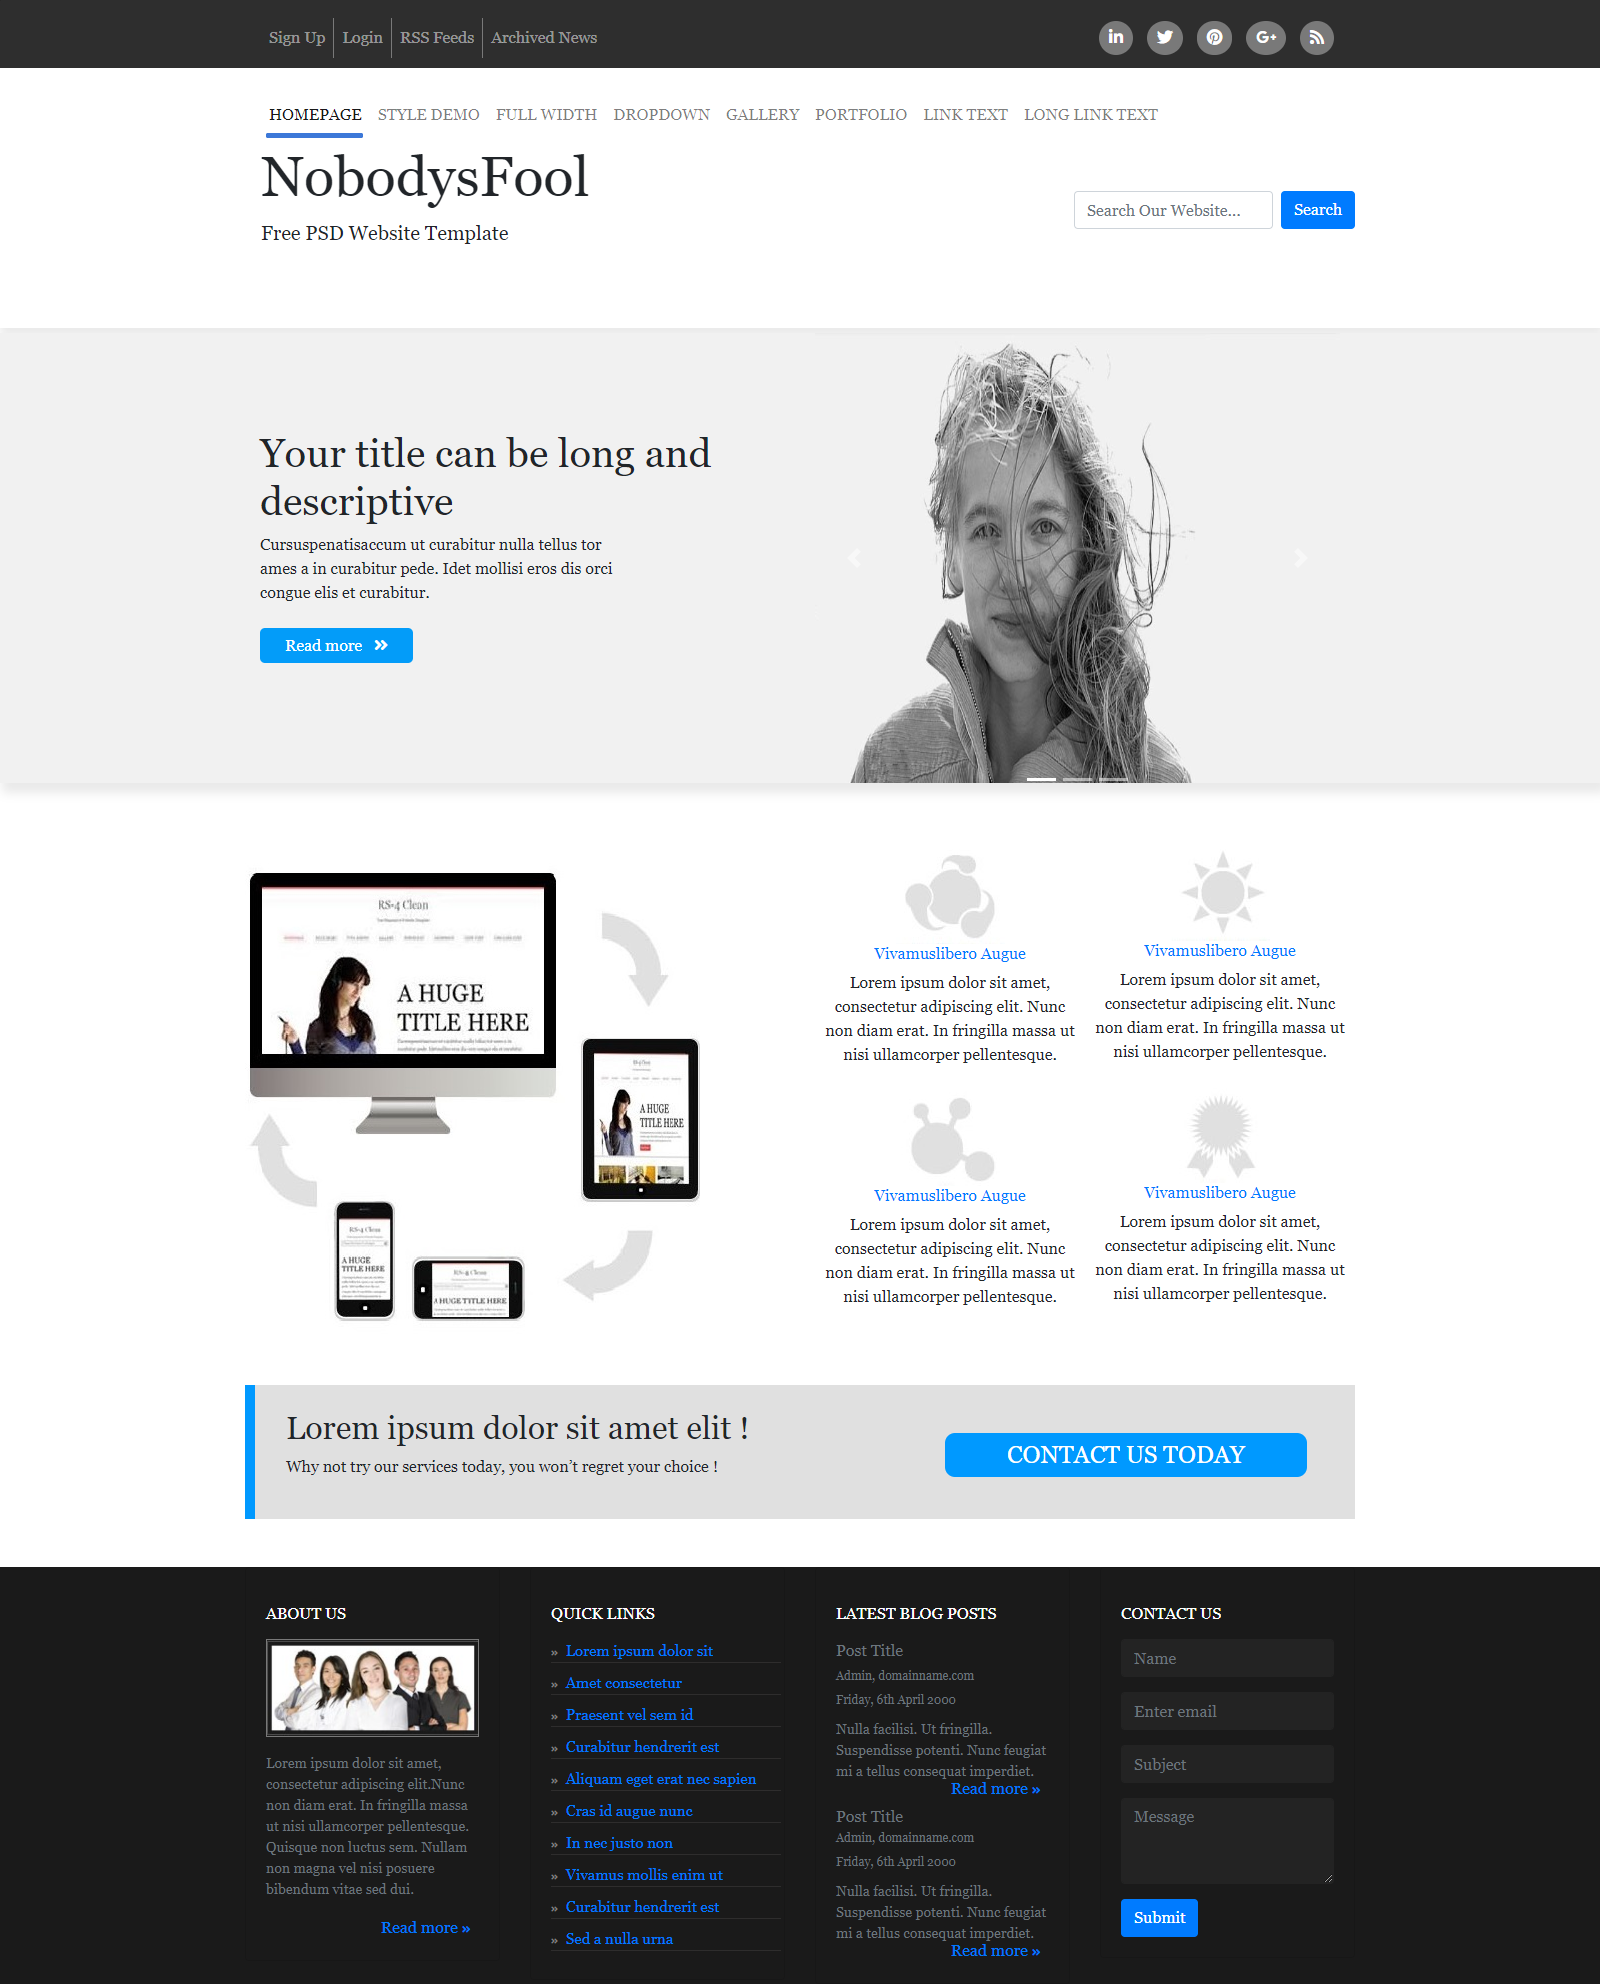 Sign Up
Login
RSS Feeds
Archived News
HOMEPAGE
STYLE DEMO
FULL WIDTH
DROPDOWN
GALLERY
PORTFOLIO
LINK TEXT
LONG LINK TEXT
NobodysFool
Free PSD Website Template
Search Our Website...
Search
Your title can be long and
descriptive
Cursuspenatisaccum ut curabitur nulla tellus tor
ames a in curabitur pede. Idet mollisi eros dis orci
congue elis et curabitur.
Read more »
RS-4 Clean
A HUGE
TITLE HERE
A HUGE
TITLE HERE
RS-4 Clean
A HUGE
TITLE HERE
RS-4 Clean
A HUGE TITLE HERE
Vivamuslibero Augue
Lorem ipsum dolor sit amet,
consectetur adipiscing elit. Nunc
non diam erat. In fringilla massa ut
nisi ullamcorper pellentesque.
Vivamuslibero Augue
Lorem ipsum dolor sit amet,
consectetur adipiscing elit. Nunc
non diam erat. In fringilla massa ut
nisi ullamcorper pellentesque.
Vivamuslibero Augue
Lorem ipsum dolor sit amet,
consectetur adipiscing elit. Nunc
non diam erat. In fringilla massa ut
nisi ullamcorper pellentesque.
Vivamuslibero Augue
Lorem ipsum dolor sit amet,
consectetur adipiscing elit. Nunc
non diam erat. In fringilla massa ut
nisi ullamcorper pellentesque.
Lorem ipsum dolor sit amet elit !
Why not try our services today, you won’t regret your choice !
CONTACT US TODAY
ABOUT US
Lorem ipsum dolor sit amet,
consectetur adipiscing elit.Nunc
non diam erat. In fringilla massa
ut nisi ullamcorper pellentesque.
Quisque non luctus sem. Nullam
non magna vel nisi posuere
bibendum vitae sed dui.
Read more »
QUICK LINKS
» Lorem ipsum dolor sit
» Amet consectetur
» Praesent vel sem id
» Curabitur hendrerit est
» Aliquam eget erat nec sapien
» Cras id augue nunc
» In nec justo non
» Vivamus mollis enim ut
» Curabitur hendrerit est
» Sed a nulla urna
LATEST BLOG POSTS
Post Title
Admin, domainname.com
Friday, 6th April 2000
Nulla facilisi. Ut fringilla.
Suspendisse potenti. Nunc feugiat
mi a tellus consequat imperdiet.
Read more »
Post Title
Admin, domainname.com
Friday, 6th April 2000
Nulla facilisi. Ut fringilla.
Suspendisse potenti. Nunc feugiat
mi a tellus consequat imperdiet.
Read more »
CONTACT US
Name
Enter email
Subject
Message
Submit